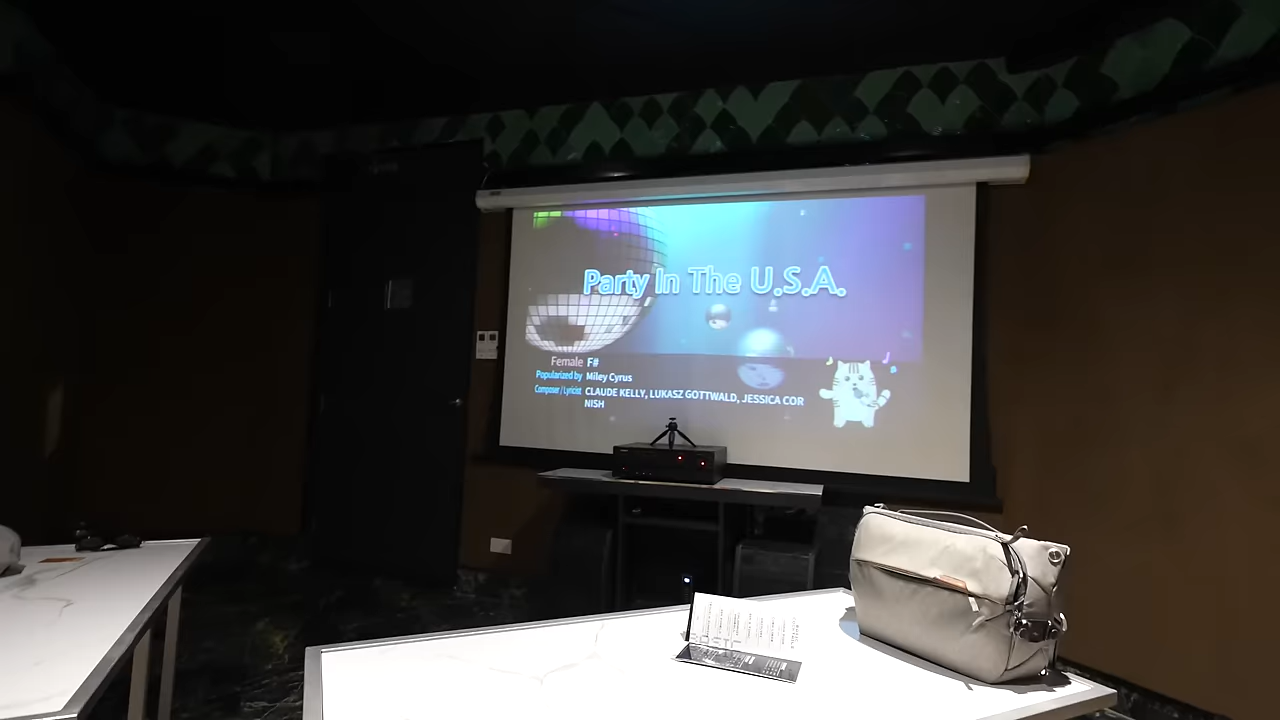 Party In The U.S.A.
Female F#
Popularized by Miley Cyrus
Composer / Lyricist CLAUDE KELLY, LUKASZ GOTTWALD, JESSICA COR
NISH